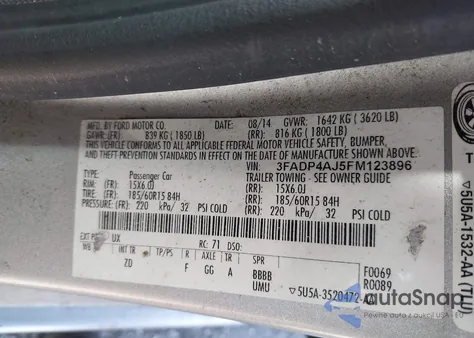 MFD. BY FORD MOTOR CO.
08/14 GVWR: 1642 KG ( 3620 LB)
GAWR: (FR): 839 KG ( 1850 LB) (RR): 816 KG ( 1800 LB)
THIS VEHICLE CONFORMS TO ALL APPLICABLE FEDERAL MOTOR VEHICLE SAFETY, BUMPER,
AND THEFT PREVENTION STANDARDS IN EFFECT ON THE DATE OF MANUFACTURE SHOWN ABOVE.
VIN: 3FADP4AJ5FM123896
TYPE: Passenger Car TRAILER TOWING - SEE OWNER GUIDE
RIM: (FR): 15X6.0J (RR): 15X6.0J
TIRE: (FR): 185/60R15 84H (RR): 185/60R15 84H
PRESSURE: (FR): 220 kPa/ 32 PSI COLD (RR): 220 kPa/ 32 PSI COLD
EXT PNT: UX RC: 71 DSO:
WB INT TR TP/PS R AXLE TR SPR
ZD F GG A BBBB
UMU
F0069
R0089
5U5A-3520472-AA
5U5A-1532-AA (TYU)
autoSnap